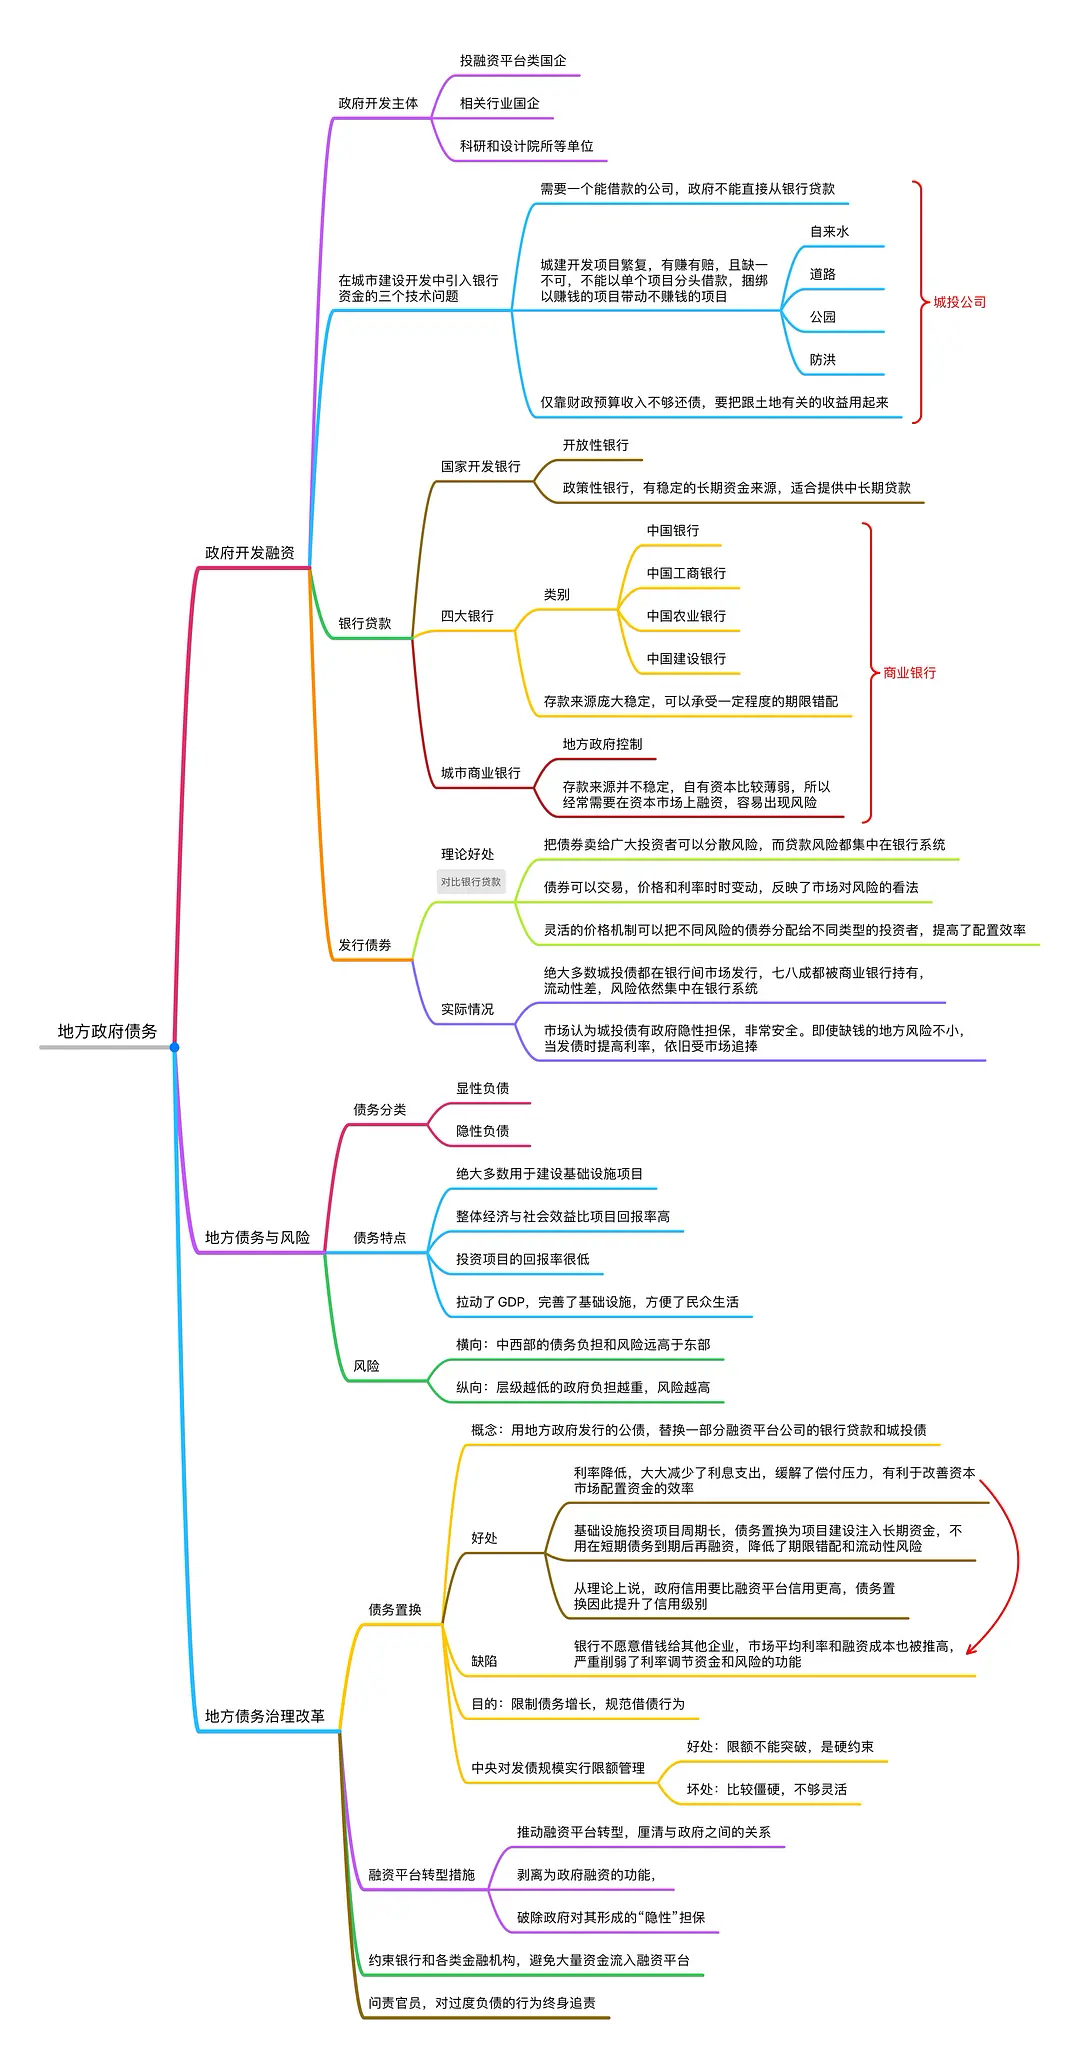 投融资平台类国企
政府开发主体
相关行业国企
科研和设计院所等单位
需要一个能借款的公司，政府不能直接从银行贷款
自来水
城建开发项目繁复，有赚有赔，且缺一
不可，不能以单个项目分头借款，捆绑
以赚钱的项目带动不赚钱的项目
道路
在城市建设开发中引入银行
资金的三个技术问题
城投公司
公园
防洪
仅靠财政预算收入不够还债，要把跟土地有关的收益用起来
开放性银行
国家开发银行
政策性银行，有稳定的长期资金来源，适合提供中长期贷款
中国银行
政府开发融资
中国工商银行
类别
四大银行
中国农业银行
银行贷款
中国建设银行
商业银行
存款来源庞大稳定，可以承受一定程度的期限错配
地方政府控制
城市商业银行
存款来源并不稳定，自有资本比较薄弱，所以
经常需要在资本市场上融资，容易出现风险
把债券卖给广大投资者可以分散风险，而贷款风险都集中在银行系统
理论好处
对比银行贷款
债券可以交易，价格和利率时时变动，反映了市场对风险的看法
灵活的价格机制可以把不同风险的债券分配给不同类型的投资者，提高了配置效率
发行债券
绝大多数城投债都在银行间市场发行，七八成都被商业银行持有，
流动性差，风险依然集中在银行系统
实际情况
市场认为城投债有政府隐性担保，非常安全。即使缺钱的地方风险不小，
当发债时提高利率，依旧受市场追捧
地方政府债务
显性负债
债务分类
隐性负债
绝大多数用于建设基础设施项目
整体经济与社会效益比项目回报率高
地方债务与风险
债务特点
投资项目的回报率很低
拉动了GDP，完善了基础设施，方便了民众生活
横向：中西部的债务负担和风险远高于东部
风险
纵向：层级越低的政府负担越重，风险越高
概念：用地方政府发行的公债，替换一部分融资平台公司的银行贷款和城投债
利率降低，大大减少了利息支出，缓解了偿付压力，有利于改善资本
市场配置资金的效率
好处
基础设施投资项目周期长，债务置换为项目建设注入长期资金，不
用在短期债务到期后再融资，降低了期限错配和流动性风险
从理论上说，政府信用要比融资平台信用更高，债务置
换因此提升了信用级别
债务置换
缺陷
银行不愿意借钱给其他企业，市场平均利率和融资成本也被推高，
严重削弱了利率调节资金和风险的功能
目的：限制债务增长，规范借债行为
地方债务治理改革
好处：限额不能突破，是硬约束
中央对发债规模实行限额管理
坏处：比较僵硬，不够灵活
推动融资平台转型，厘清与政府之间的关系
融资平台转型措施
剥离为政府融资的功能，
破除政府对其形成的“隐性”担保
约束银行和各类金融机构，避免大量资金流入融资平台
问责官员，对过度负债的行为终身追责